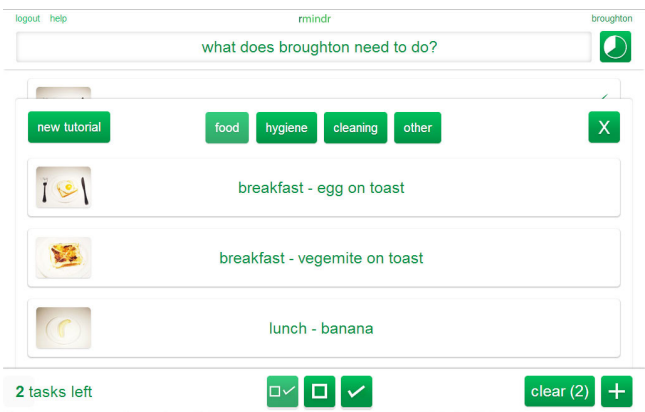 logout help rmindr broughton
what does broughton need to do?
new tutorial food hygiene cleaning other X
breakfast - egg on toast
breakfast - vegemite on toast
lunch - banana
2 tasks left clear (2) +